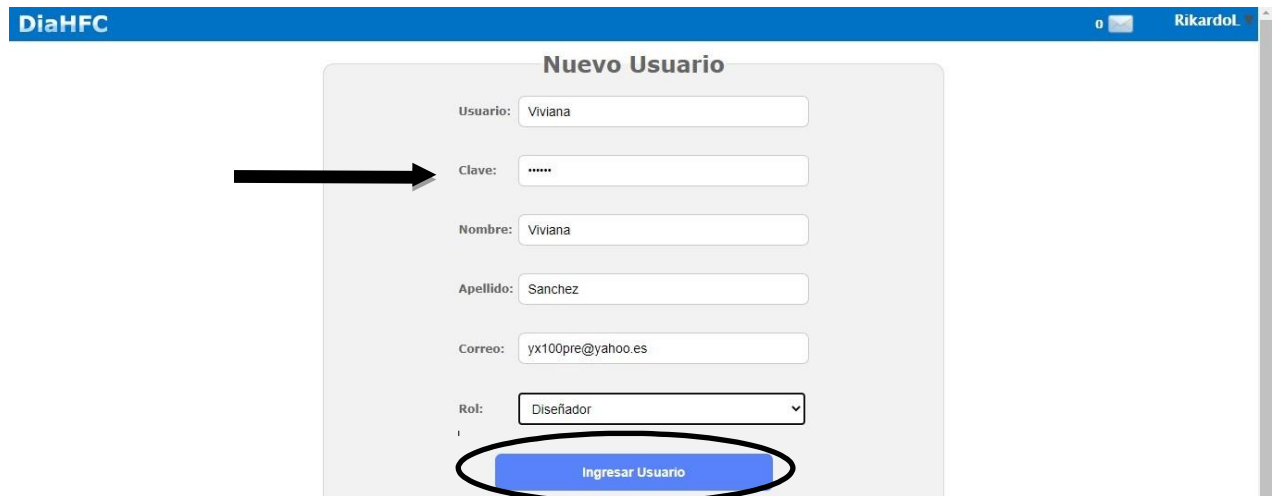 DiaHFC
0
RikardoL
Nuevo Usuario
Usuario: Viviana
Clave: ••••••
Nombre: Viviana
Apellido: Sanchez
Correo: yx100pre@yahoo.es
Rol: Diseñador
Ingresar Usuario